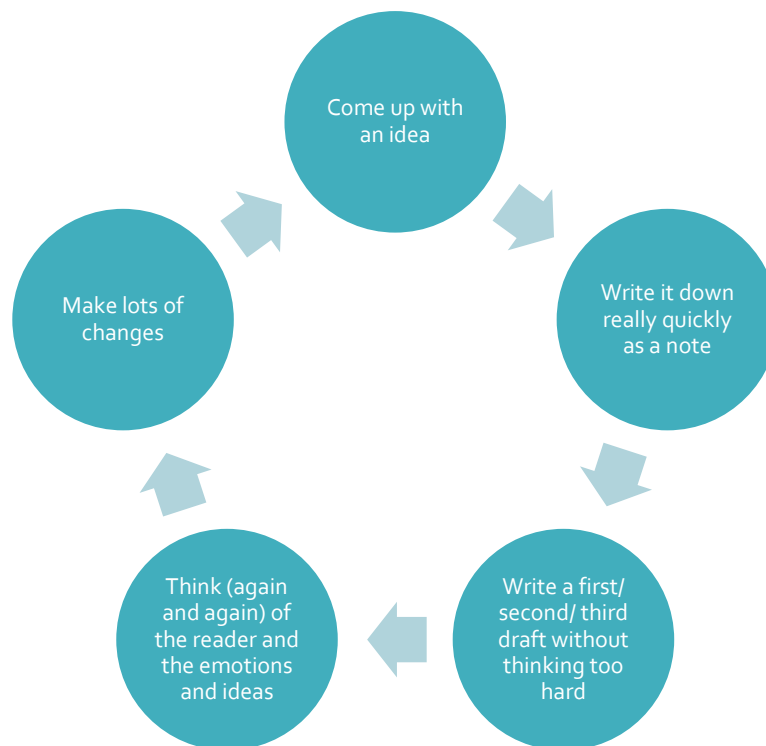 Come up with
an idea
Write it down
really quickly
as a note
Write a first/
second/ third
draft without
thinking too
hard
Think (again
and again) of
the reader and
the emotions
and ideas
Make lots of
changes